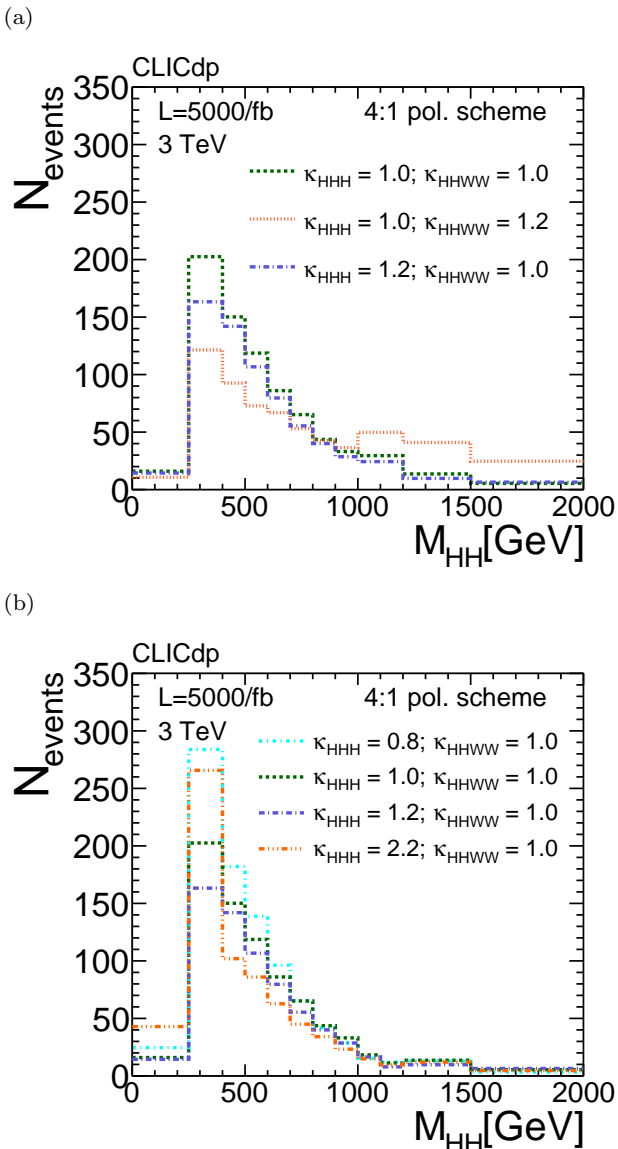 (a)
CLICdp
L=5000/fb 4:1 pol. scheme
3 TeV
κHHH = 1.0; κHHWW = 1.0
κHHH = 1.0; κHHWW = 1.2
κHHH = 1.2; κHHWW = 1.0
Nevents
350
300
250
200
150
100
50
0
0 500 1000 1500 2000
MHH[GeV]
(b)
CLICdp
L=5000/fb 4:1 pol. scheme
3 TeV
κHHH = 0.8; κHHWW = 1.0
κHHH = 1.0; κHHWW = 1.0
κHHH = 1.2; κHHWW = 1.0
κHHH = 2.2; κHHWW = 1.0
Nevents
350
300
250
200
150
100
50
0
0 500 1000 1500 2000
MHH[GeV]